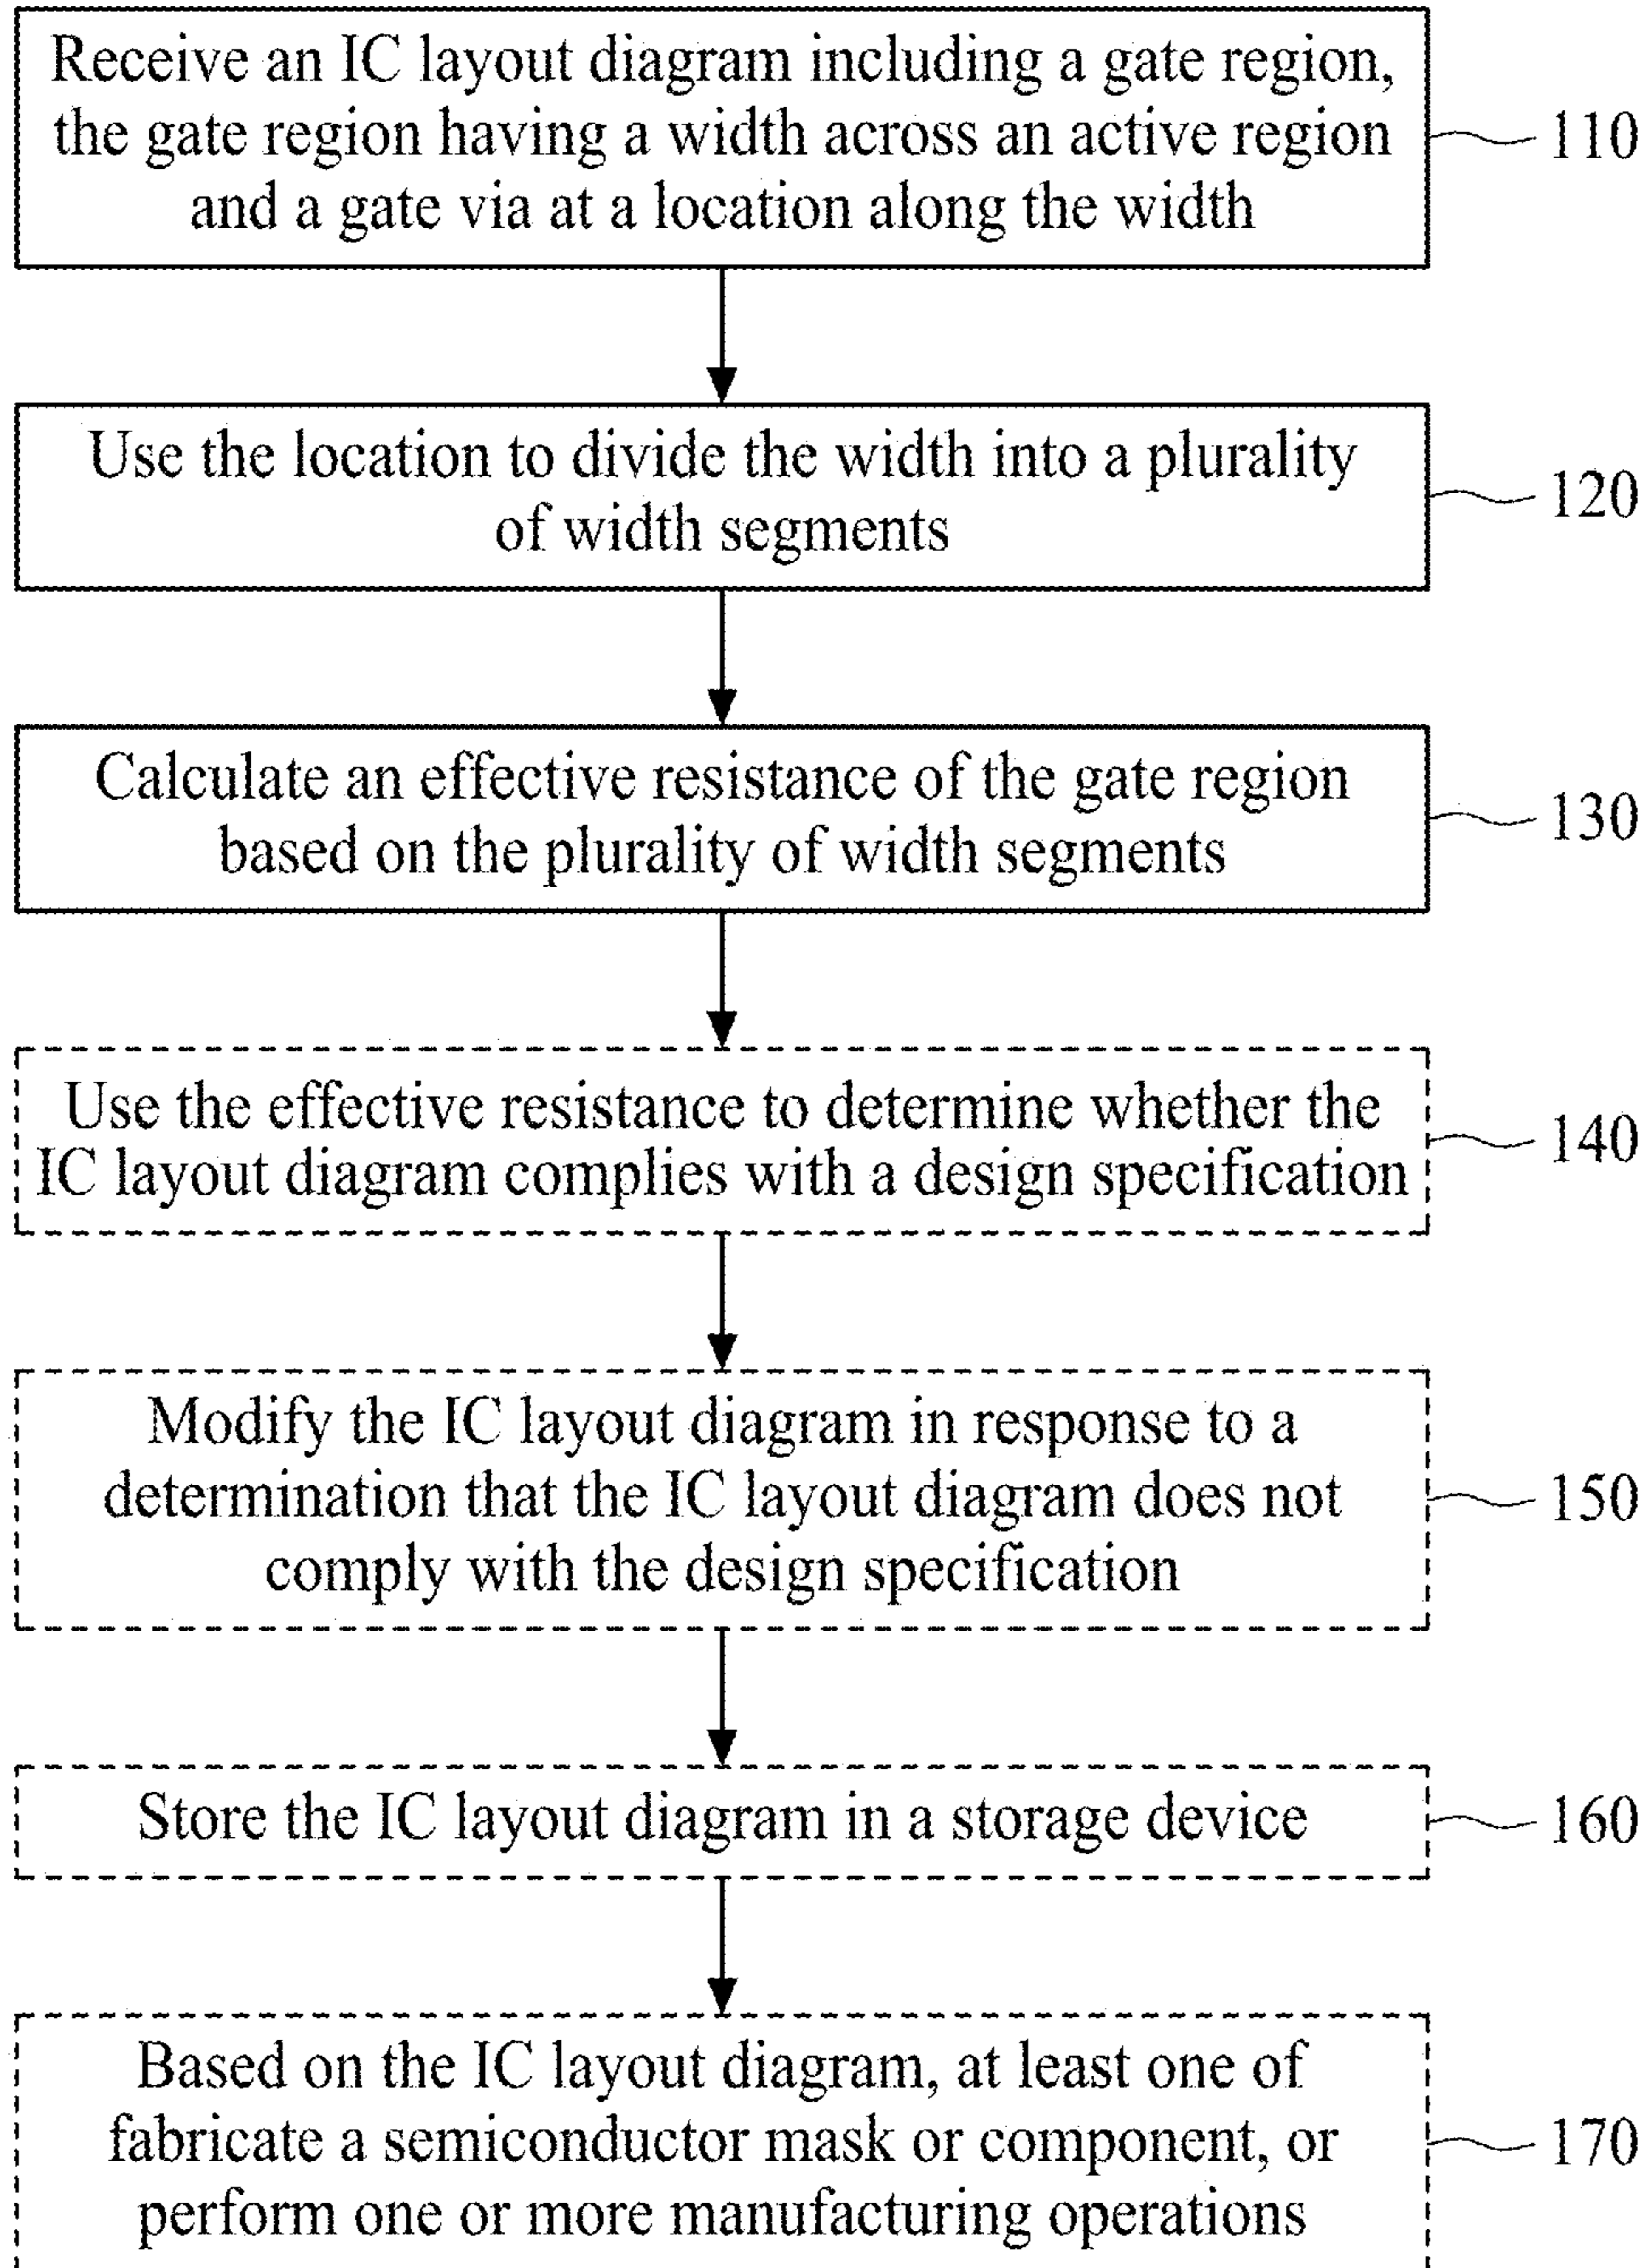 Receive an IC layout diagram including a gate region,
the gate region having a width across an active region
and a gate via at a location along the width
110
Use the location to divide the width into a plurality
of width segments
120
Calculate an effective resistance of the gate region
based on the plurality of width segments
130
Use the effective resistance to determine whether the
IC layout diagram complies with a design specification
140
Modify the IC layout diagram in response to a
determination that the IC layout diagram does not
comply with the design specification
150
Store the IC layout diagram in a storage device
160
Based on the IC layout diagram, at least one of
fabricate a semiconductor mask or component, or
perform one or more manufacturing operations
170